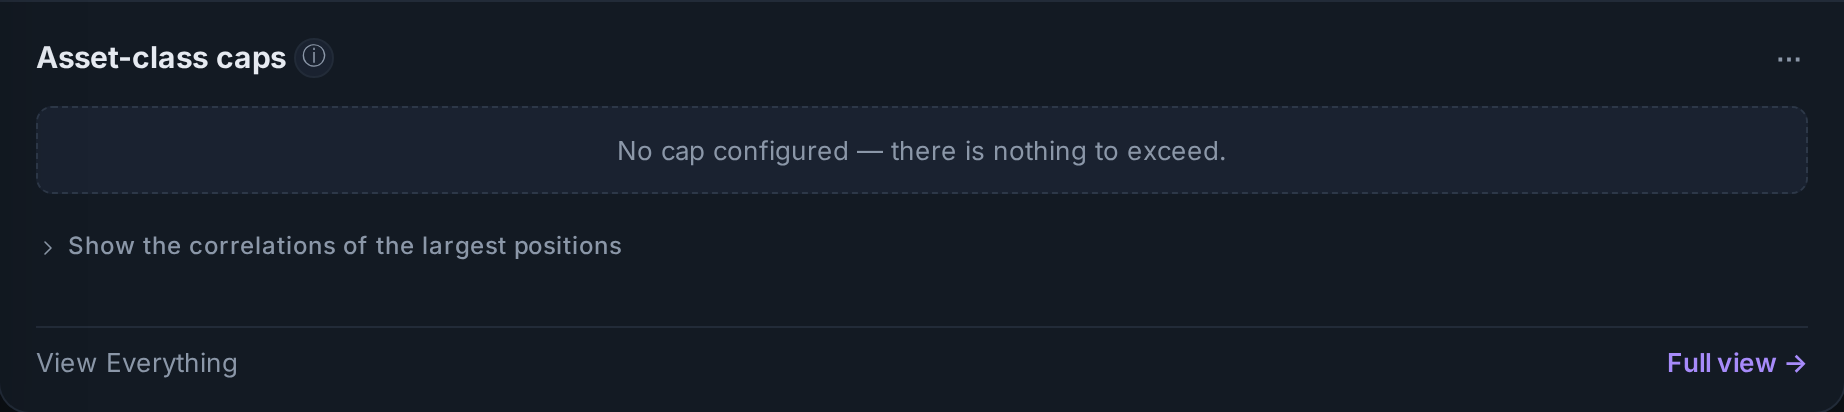 Asset-class caps ⓘ
...
No cap configured — there is nothing to exceed.
Show the correlations of the largest positions
View Everything
Full view →